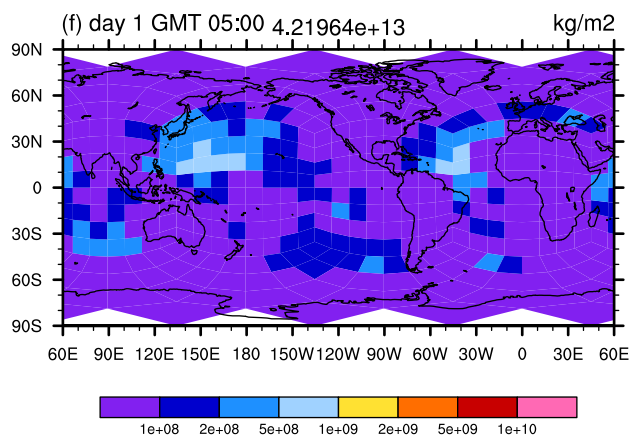 (f) day 1 GMT 05:00 4.21964e+13 kg/m2
90N
60N
30N
0
30S
60S
90S
60E 90E 120E 150E 180 150W 120W 90W 60W 30W 0 30E 60E
1e+08 2e+08 5e+08 1e+09 2e+09 5e+09 1e+10